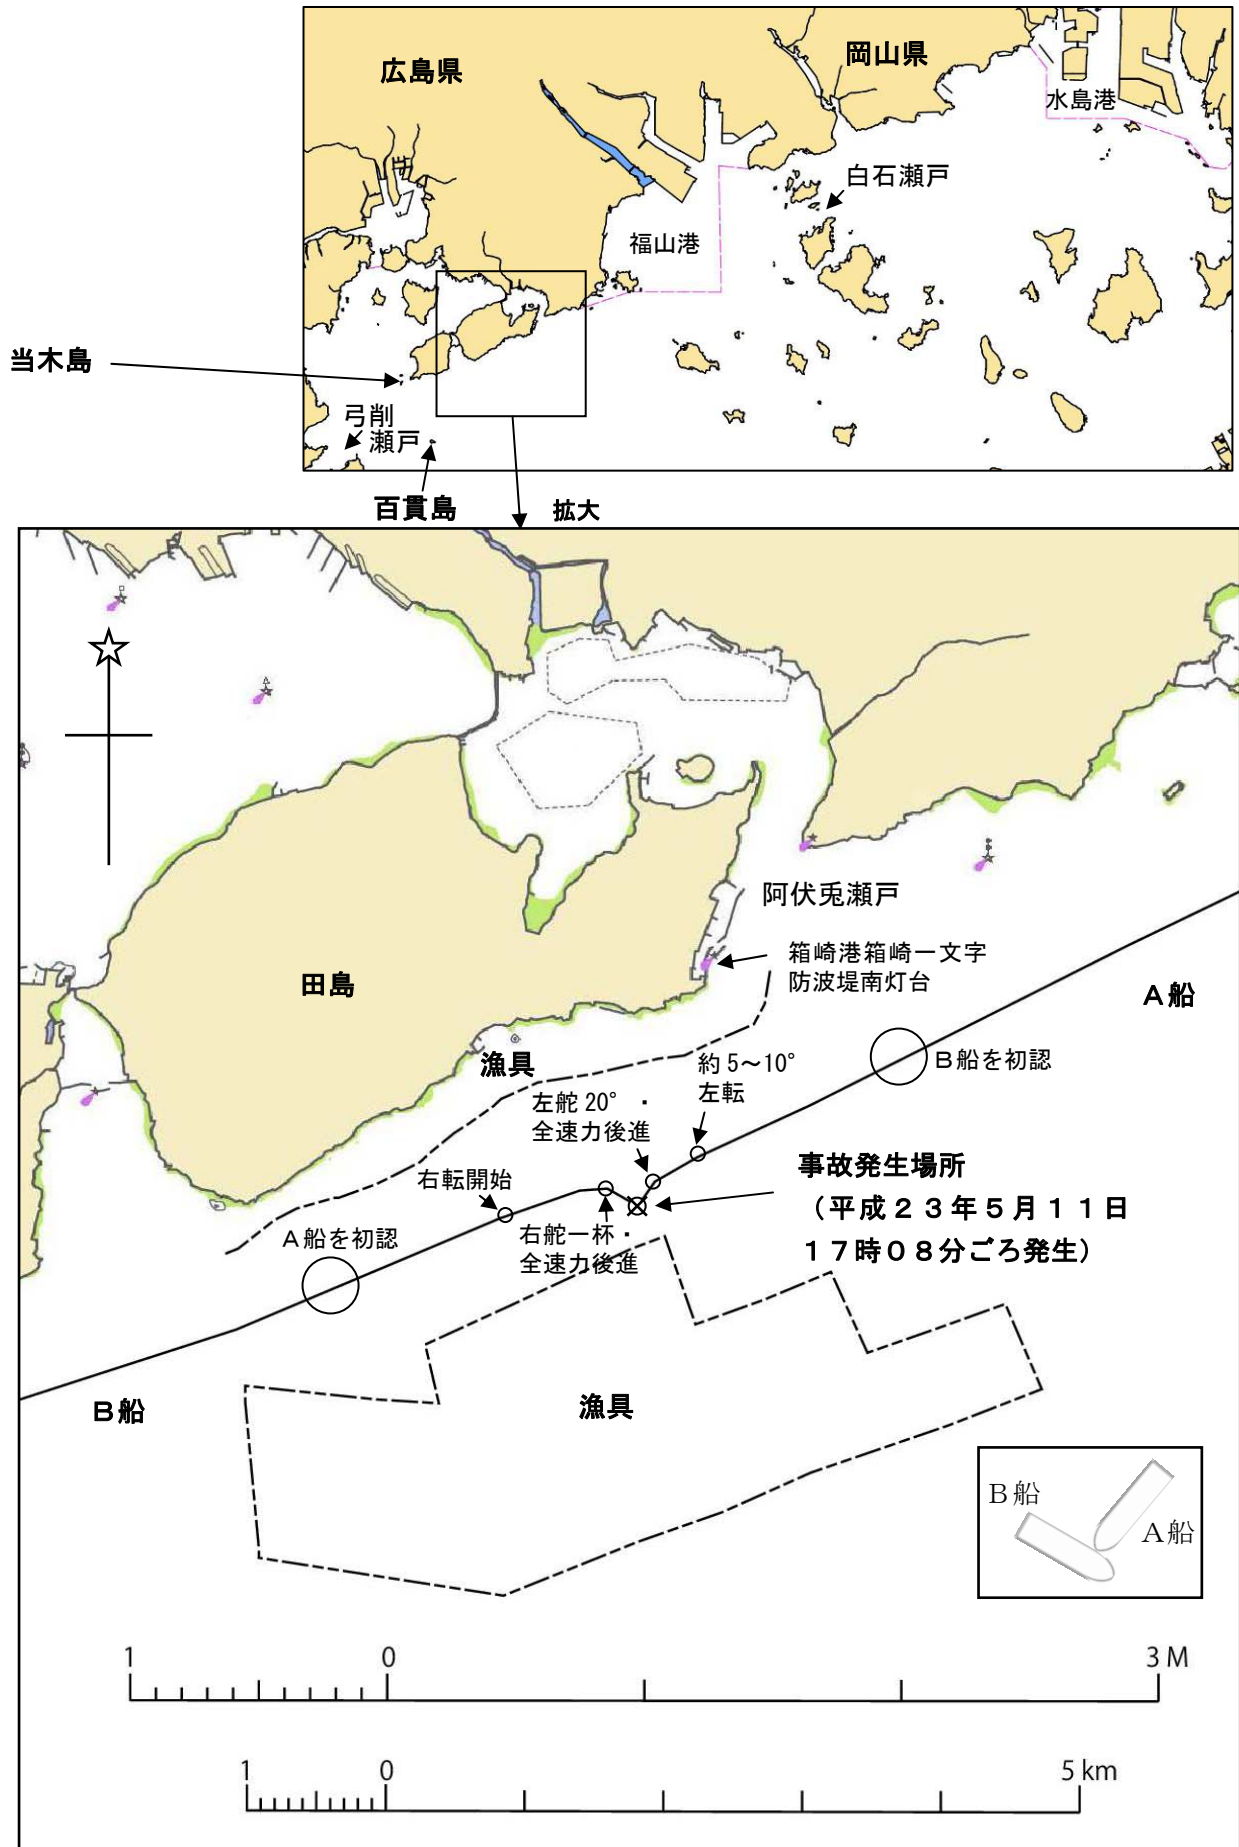 広島県
岡山県
水島港
白石瀬戸
福山港
当木島
弓削
瀬戸
百貫島
拡大
阿伏兎瀬戸
箱崎港箱崎一文字
防波堤南灯台
田島
A船
漁具
約5～10°
左転
B船を初認
左舵20°・
全速力後進
事故発生場所
（平成23年5月11日
17時08分ごろ発生）
右転開始
右舵一杯・
全速力後進
A船を初認
B船
漁具
B船
A船
1 0 3 M
1 0 5 km